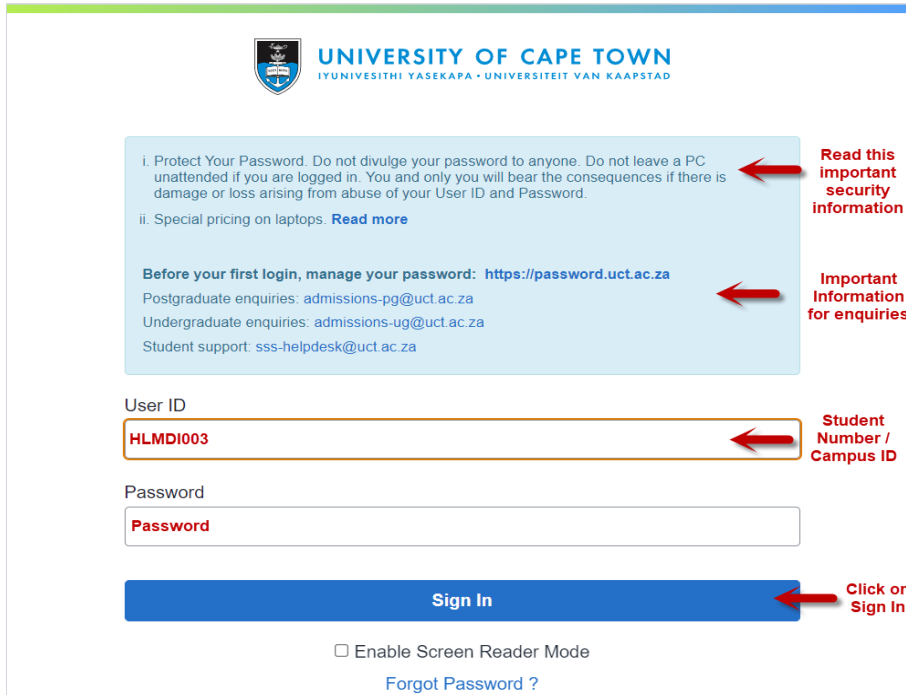 UNIVERSITY OF CAPE TOWN
IYUNIVESITHI YASEKAPA • UNIVERSITEIT VAN KAAPSTAD
i. Protect Your Password. Do not divulge your password to anyone. Do not leave a PC
unattended if you are logged in. You and only you will bear the consequences if there is
damage or loss arising from abuse of your User ID and Password.
ii. Special pricing on laptops. Read more
Read this
important
security
information
Before your first login, manage your password: https://password.uct.ac.za
Postgraduate enquiries: admissions-pg@uct.ac.za
Undergraduate enquiries: admissions-ug@uct.ac.za
Student support: sss-helpdesk@uct.ac.za
Important
Information
for enquiries
User ID
HLMDI003
Student
Number /
Campus ID
Password
Password
Sign In
Click on
Sign In
Enable Screen Reader Mode
Forgot Password ?